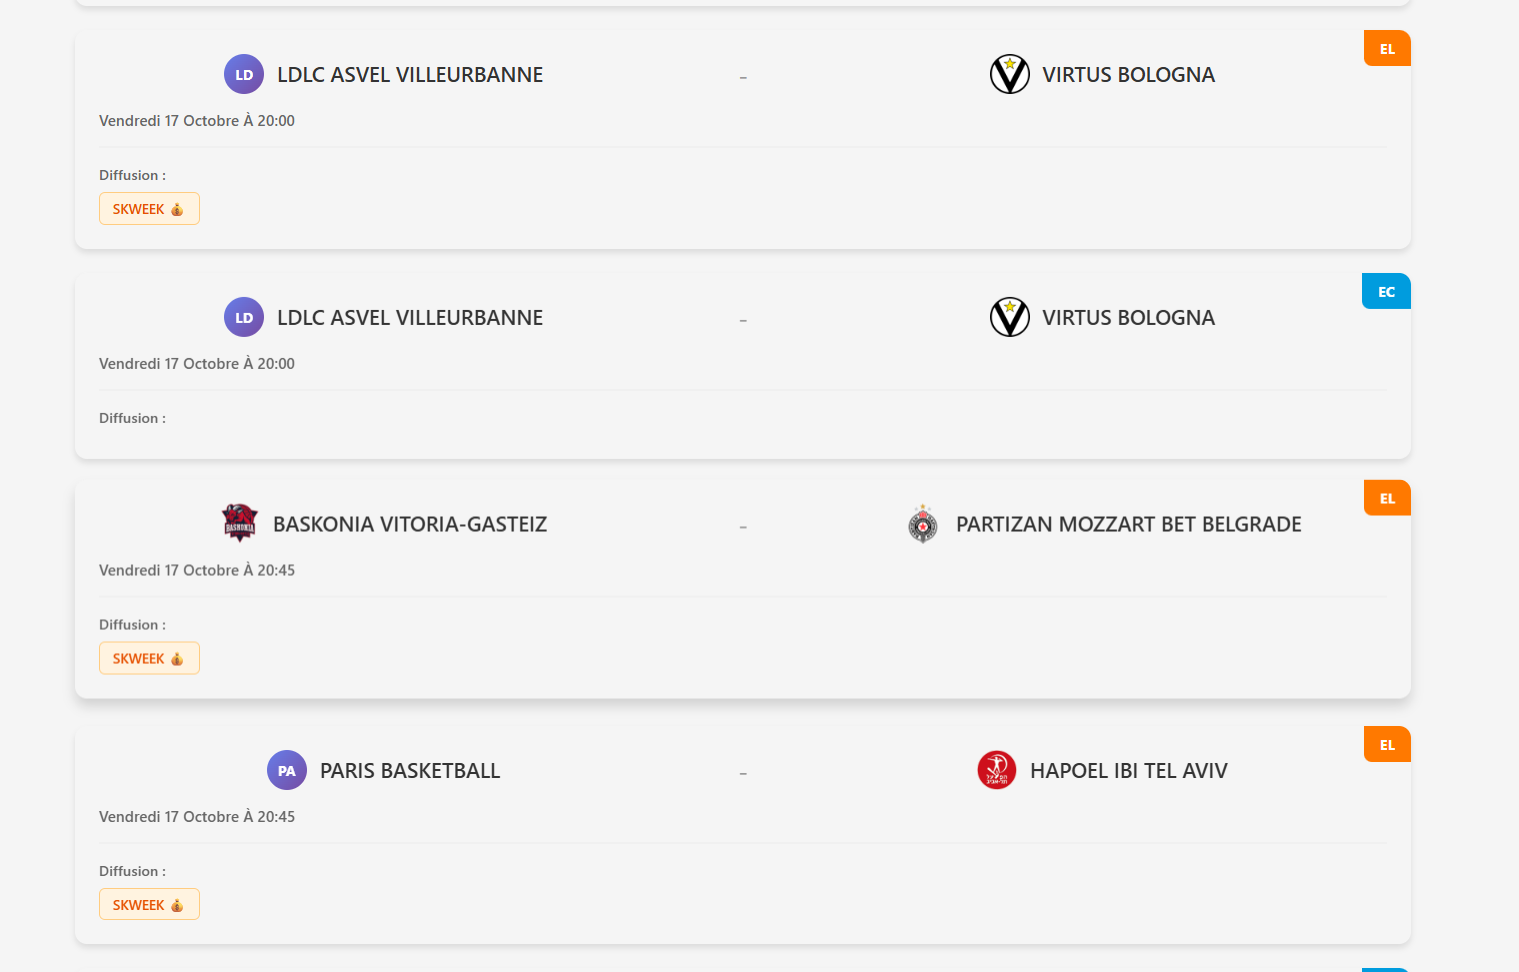 EL
LD LDLC ASVEL VILLEURBANNE - VIRTUS BOLOGNA
Vendredi 17 Octobre À 20:00
Diffusion :
SKWEEK 💰
EC
LD LDLC ASVEL VILLEURBANNE - VIRTUS BOLOGNA
Vendredi 17 Octobre À 20:00
Diffusion :
EL
BASKONIA BASKONIA VITORIA-GASTEIZ - PARTIZAN MOZZART BET BELGRADE
Vendredi 17 Octobre À 20:45
Diffusion :
SKWEEK 💰
EL
PA PARIS BASKETBALL - HAPOEL IBI TEL AVIV
Vendredi 17 Octobre À 20:45
Diffusion :
SKWEEK 💰